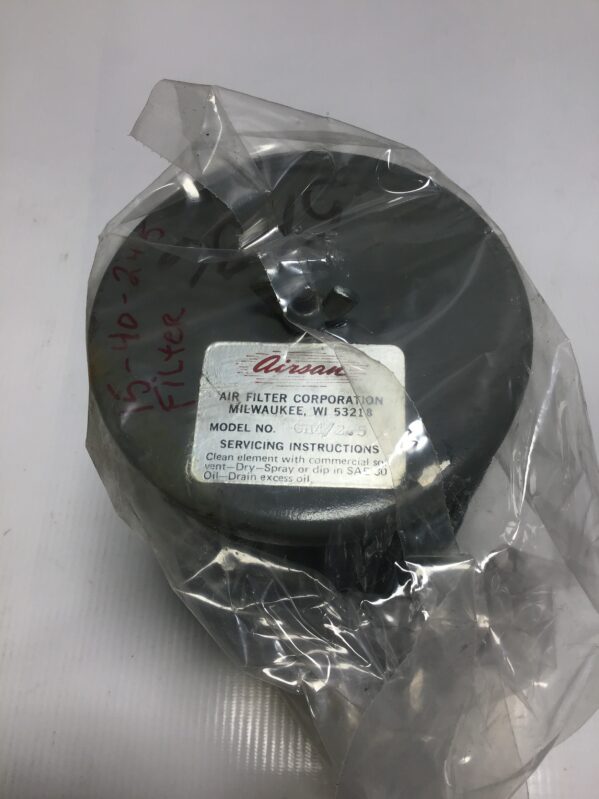 15-40-245
Filter
Airsan
AIR FILTER CORPORATION
MILWAUKEE, WI 53218
MODEL NO.
SERVICING INSTRUCTIONS
Clean element with commercial sol
vent—Dry—Spray or dip in SAE 30
Oil—Drain excess oil.